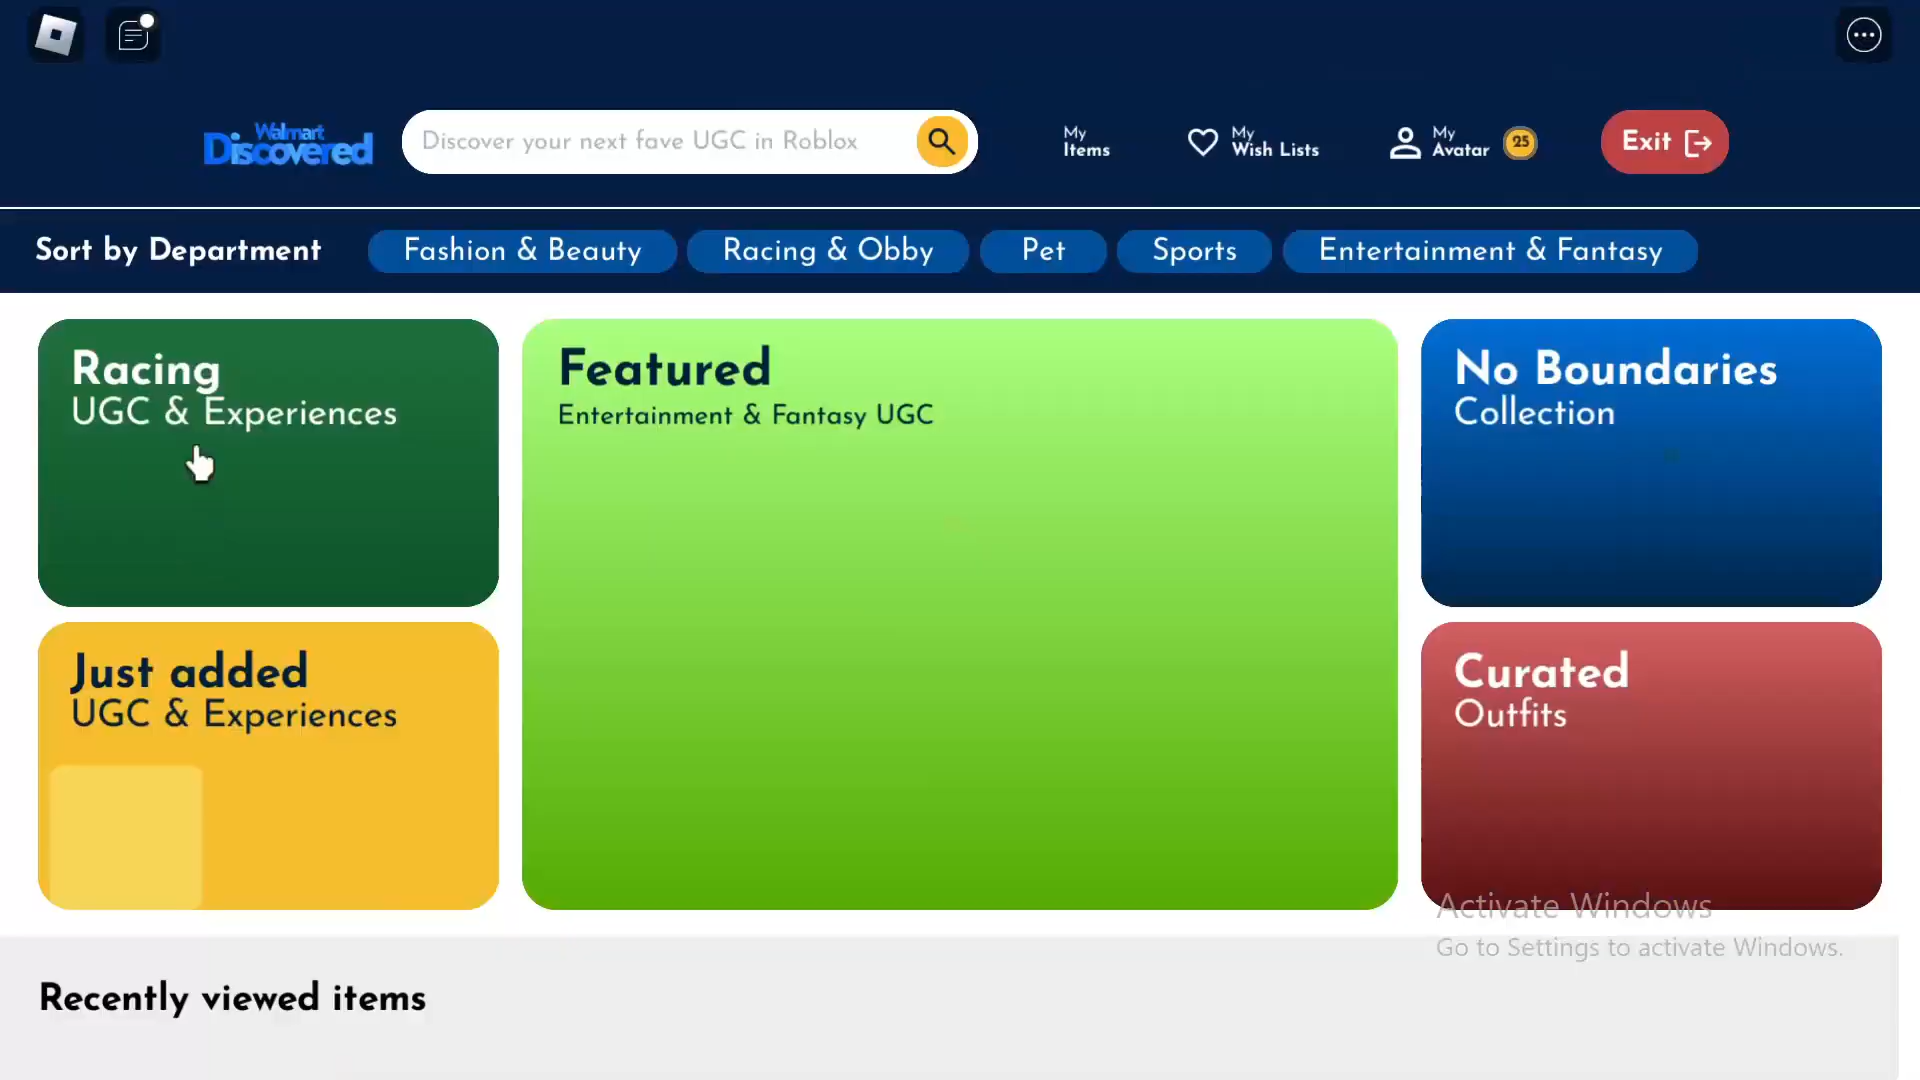 Walmart
Discovered
Discover your next fave UGC in Roblox
My
Items
My
Wish Lists
My
Avatar
25
Exit
Sort by Department
Fashion & Beauty
Racing & Obby
Pet
Sports
Entertainment & Fantasy
Racing
UGC & Experiences
Featured
Entertainment & Fantasy UGC
No Boundaries
Collection
Just added
UGC & Experiences
Curated
Outfits
Activate Windows
Go to Settings to activate Windows.
Recently viewed items